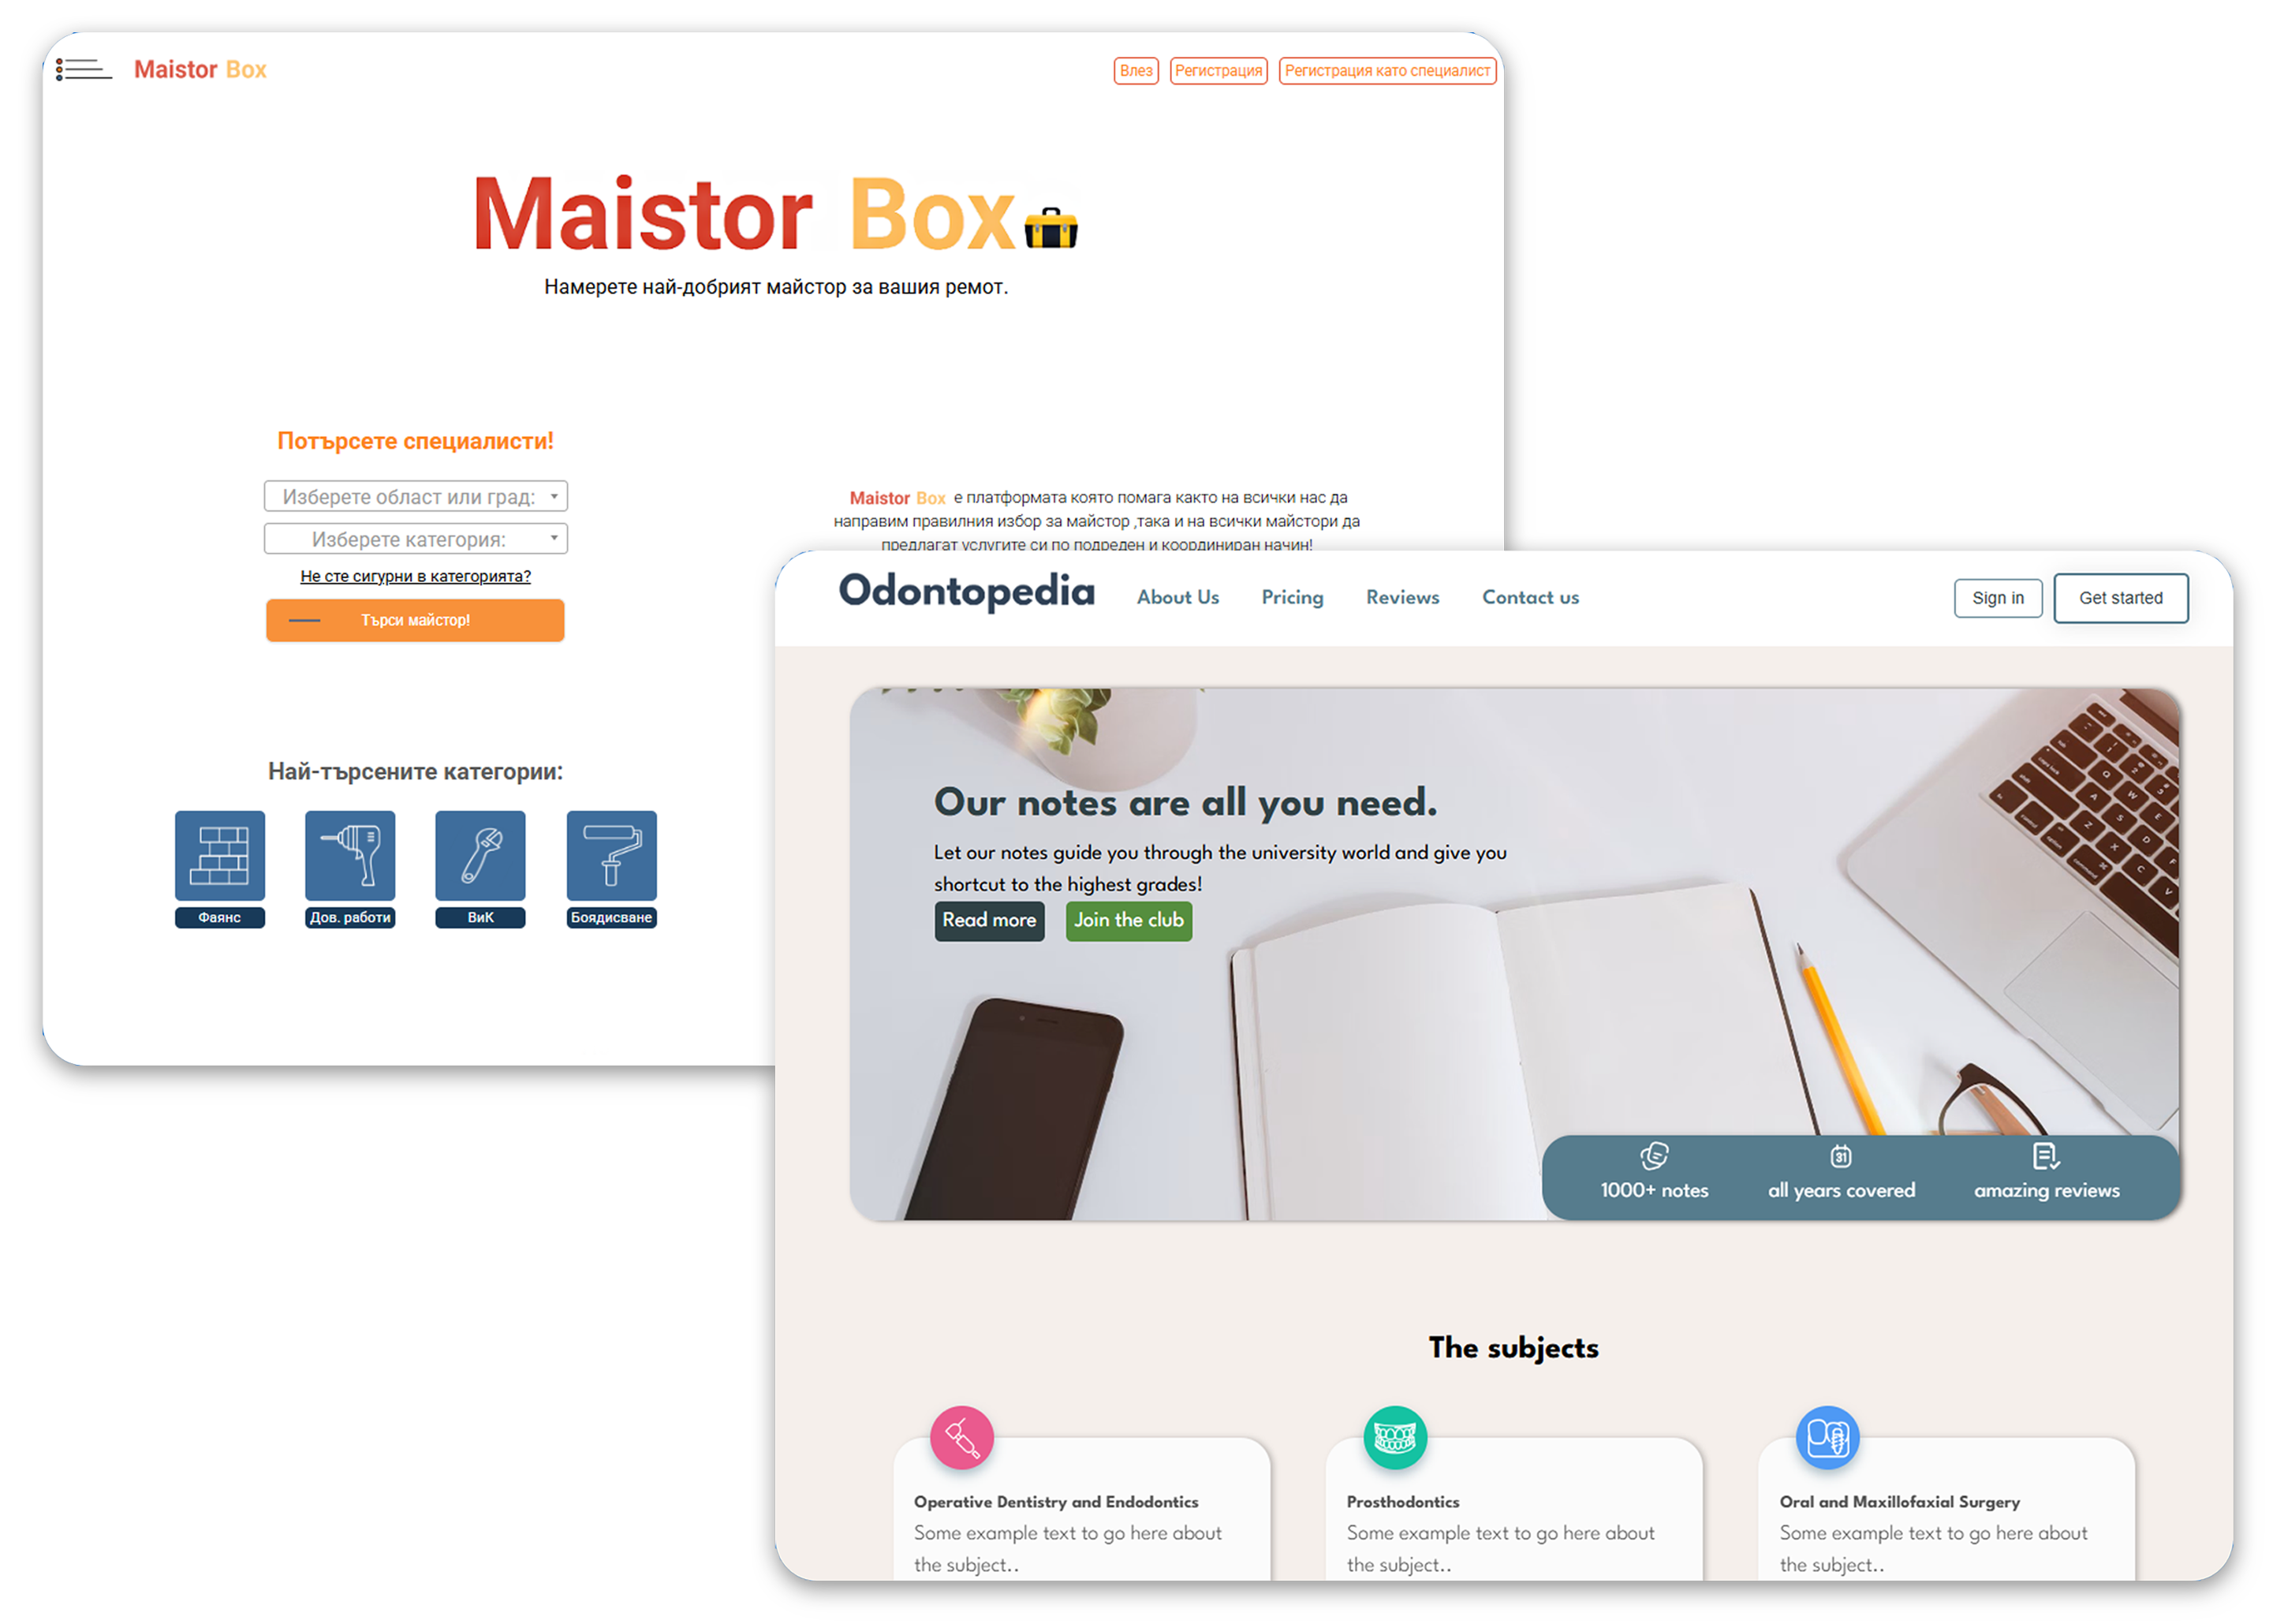 Maistor Box
Влез
Регистрация
Регистрация като специалист
Maistor Box
Намерете най-добрият майстор за вашия ремот.
Потърсете специалисти!
Изберете област или град:
Изберете категория:
Не сте сигурни в категорията?
Търси майстор!
Maistor Box е платформата която помага както на всички нас да
направим правилния избор за майстор ,така и на всички майстори да
предлагат услугите си по подреден и координиран начин!
Най-търсените категории:
Фаянс
Дов. работи
ВиК
Боядисване
Odontopedia
About Us
Pricing
Reviews
Contact us
Sign in
Get started
Our notes are all you need.
Let our notes guide you through the university world and give you
shortcut to the highest grades!
Read more
Join the club
31
1000+ notes
all years covered
amazing reviews
The subjects
Operative Dentistry and Endodontics
Some example text to go here about
the subject..
Prosthodontics
Some example text to go here about
the subject..
Oral and Maxillofaxial Surgery
Some example text to go here about
the subject..